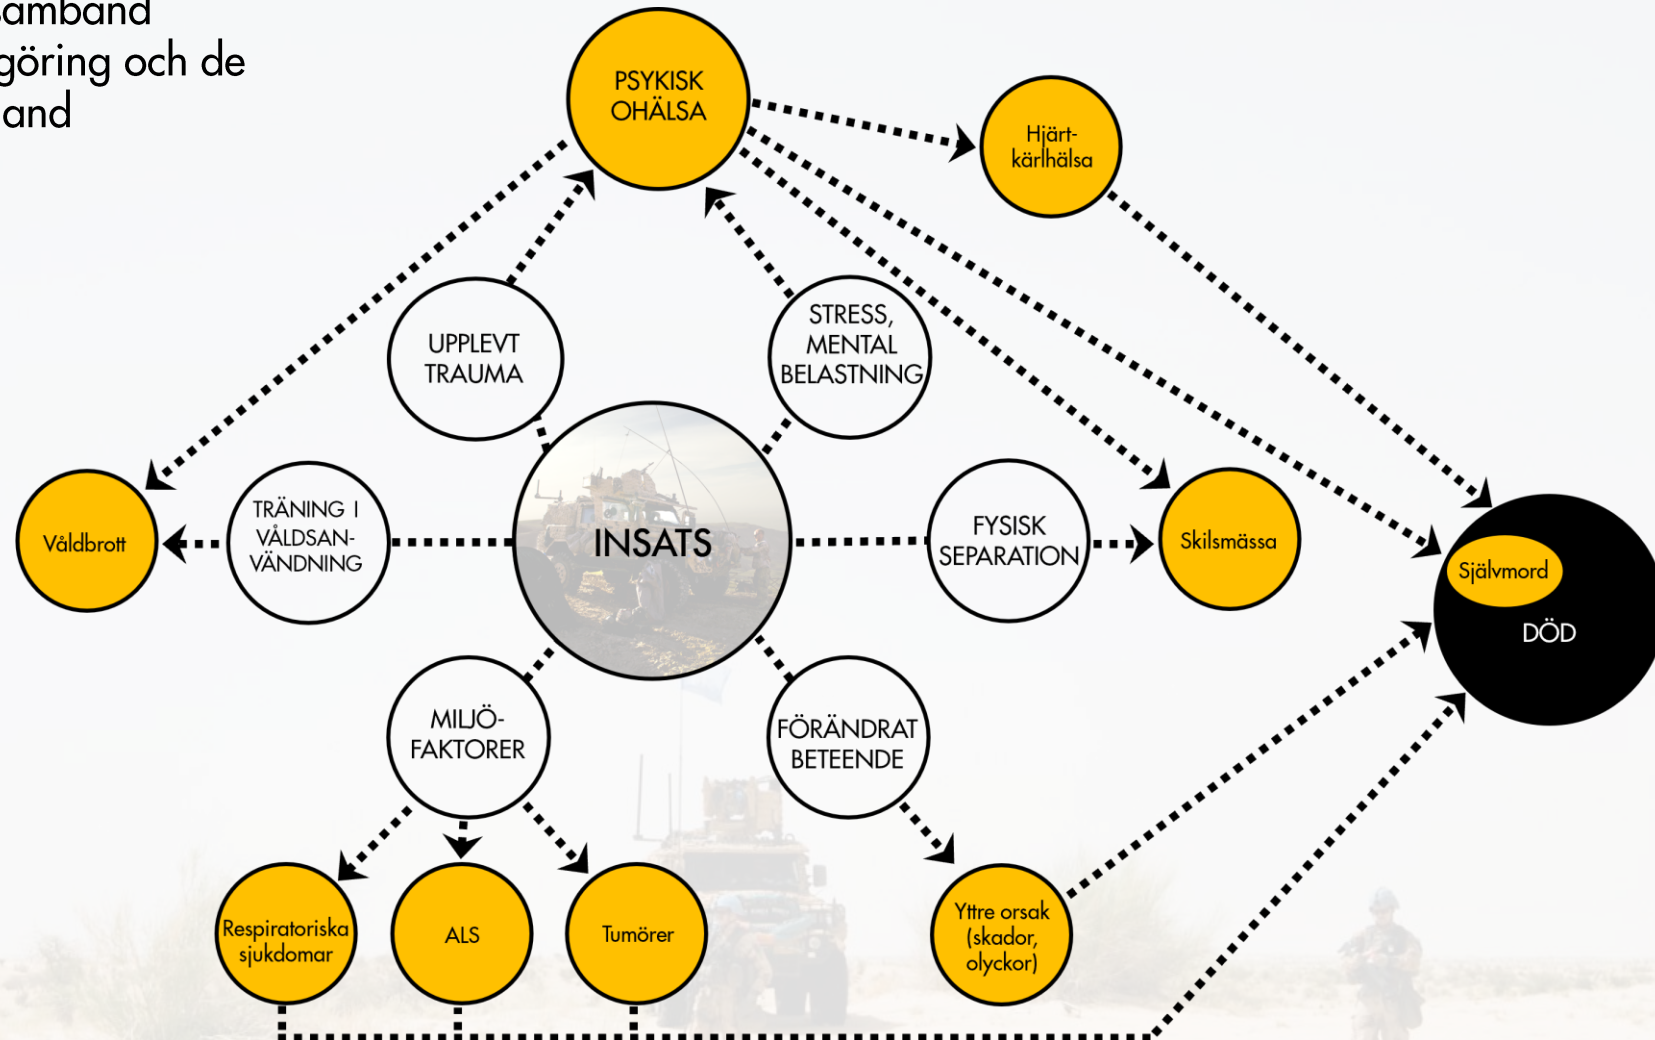 samband
göring och de
and
PSYKISK
OHÄLSA
Hjärt-
kärlhälsa
UPPLEVT
TRAUMA
STRESS,
MENTAL
BELASTNING
Våldbrott
TRÄNING I
VÅLDSAN-
VÄNDNING
INSATS
FYSISK
SEPARATION
Skilsmässa
Självmord
DÖD
MILJÖ-
FAKTORER
FÖRÄNDRAT
BETEENDE
Respiratoriska
sjukdomar
ALS
Tumörer
Yttre orsak
(skador,
olyckor)